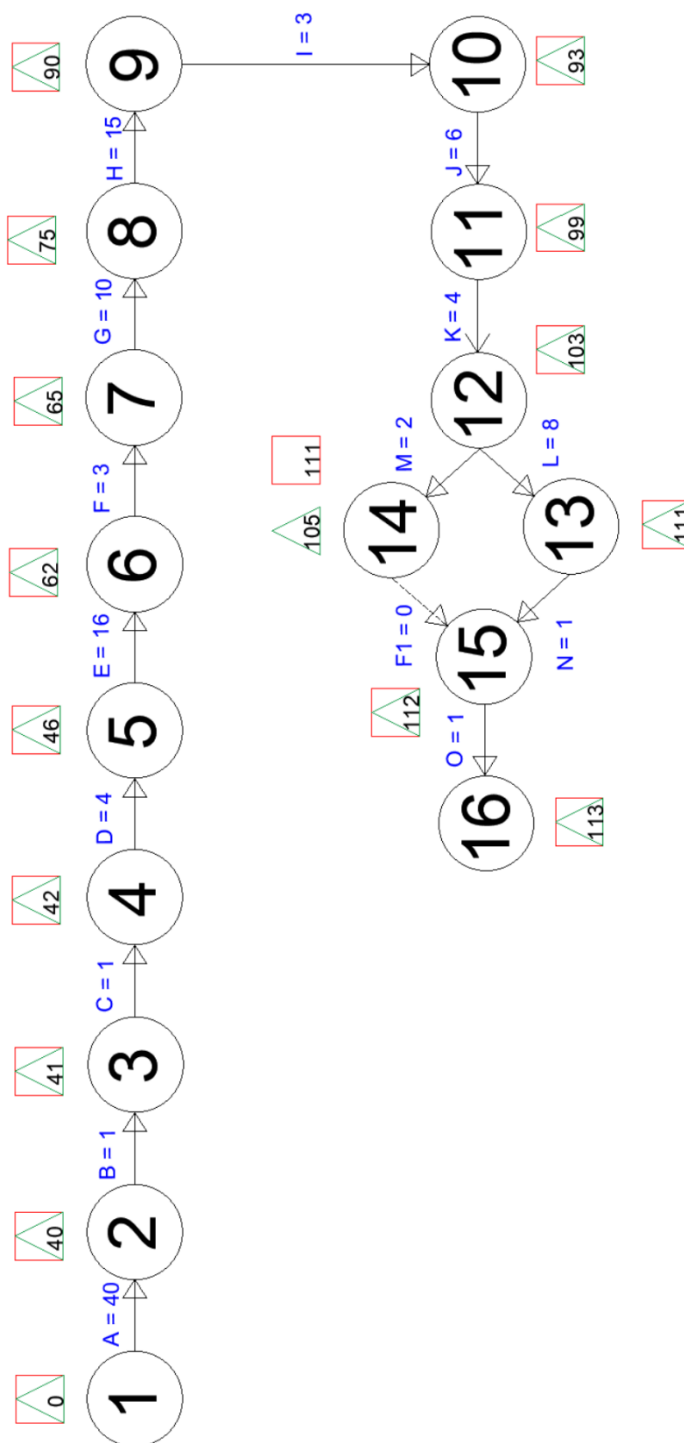 0
40
41
42
46
62
65
75
90
A = 40
B = 1
C = 1
D = 4
E = 16
F = 3
G = 10
H = 15
1
2
3
4
5
6
7
8
9
I = 3
105
111
112
F1 = 0
14
M = 2
O = 1
K = 4
J = 6
16
15
12
11
10
N = 1
L = 8
13
113
103
99
93
111